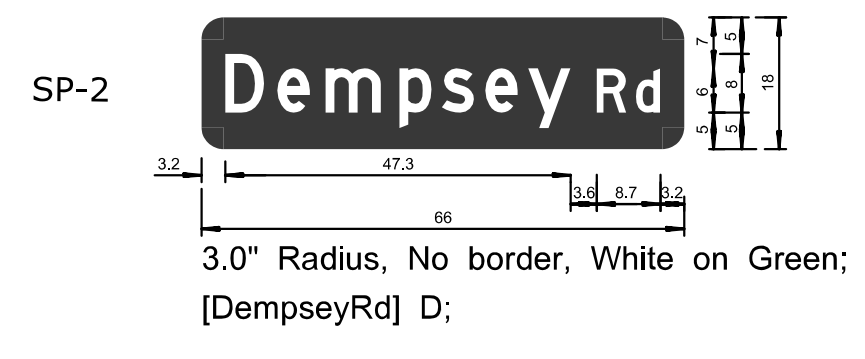 Dempsey Rd
SP-2
7 5
6 8 18
5 5
3.2 47.3
3.6 8.7 3.2
66
3.0" Radius, No border, White on Green;
[DempseyRd] D;